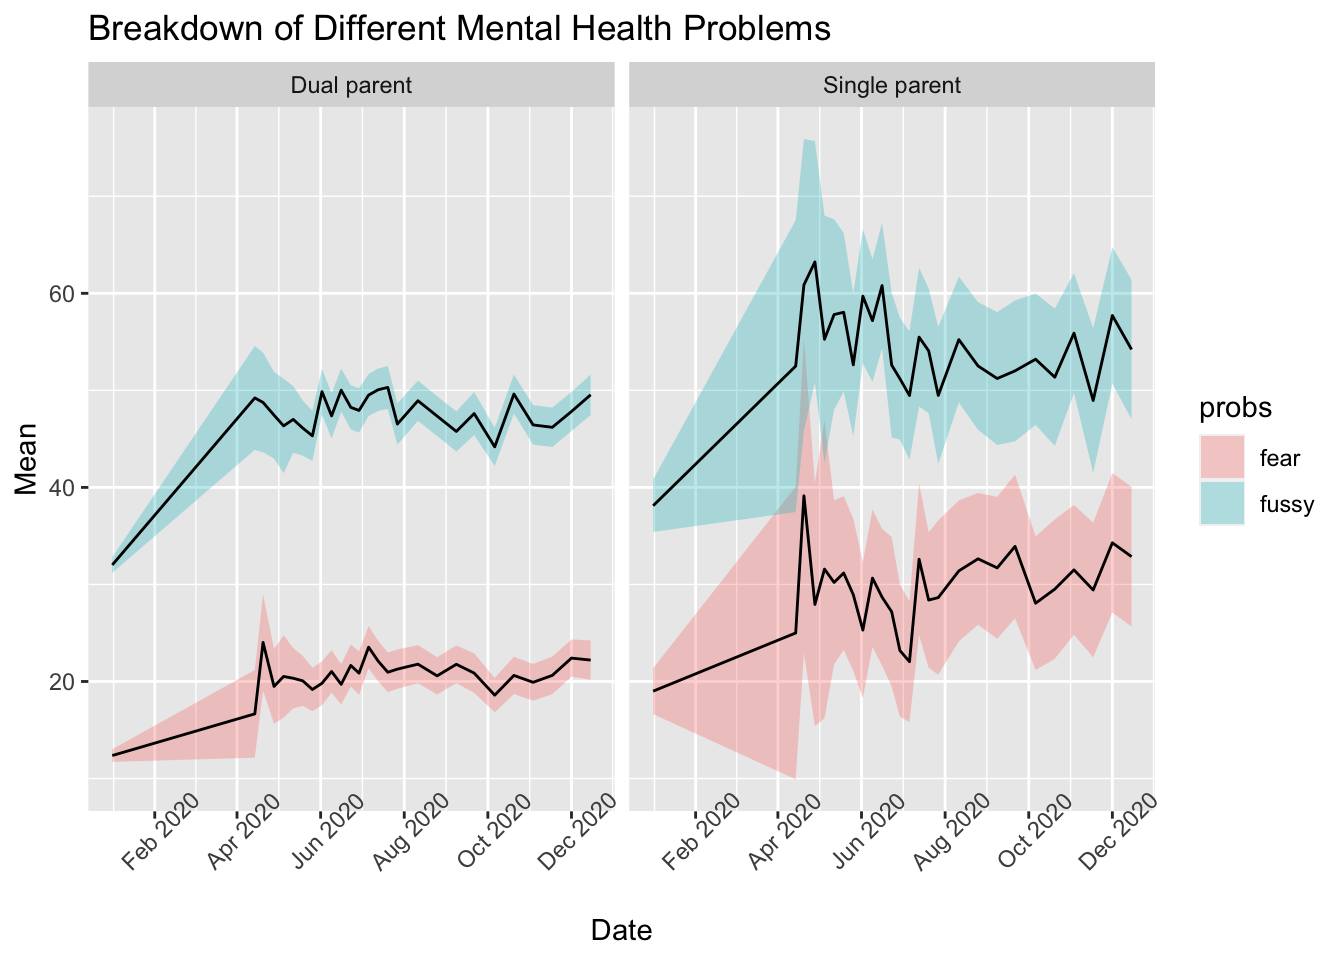 Breakdown of Different Mental Health Problems
Dual parent
Single parent
60
40
20
Mean
Feb 2020
Apr 2020
Jun 2020
Aug 2020
Oct 2020
Dec 2020
Feb 2020
Apr 2020
Jun 2020
Aug 2020
Oct 2020
Dec 2020
Date
probs
fear
fussy